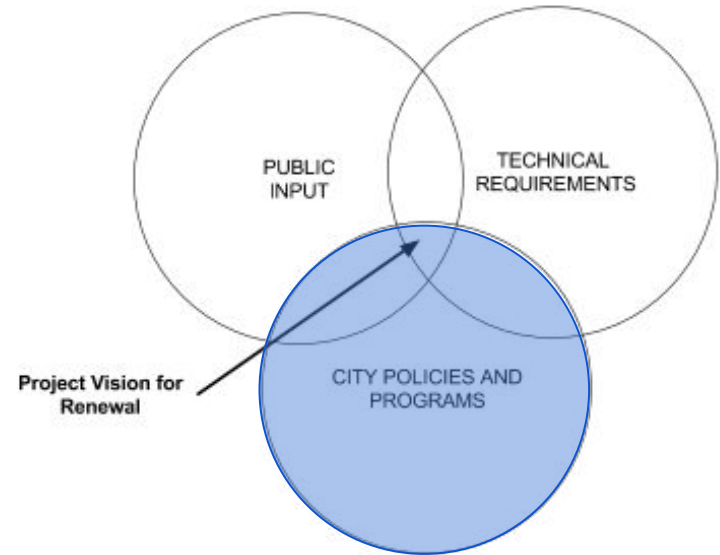 PUBLIC
INPUT
TECHNICAL
REQUIREMENTS
Project Vision for
Renewal
CITY POLICIES AND
PROGRAMS